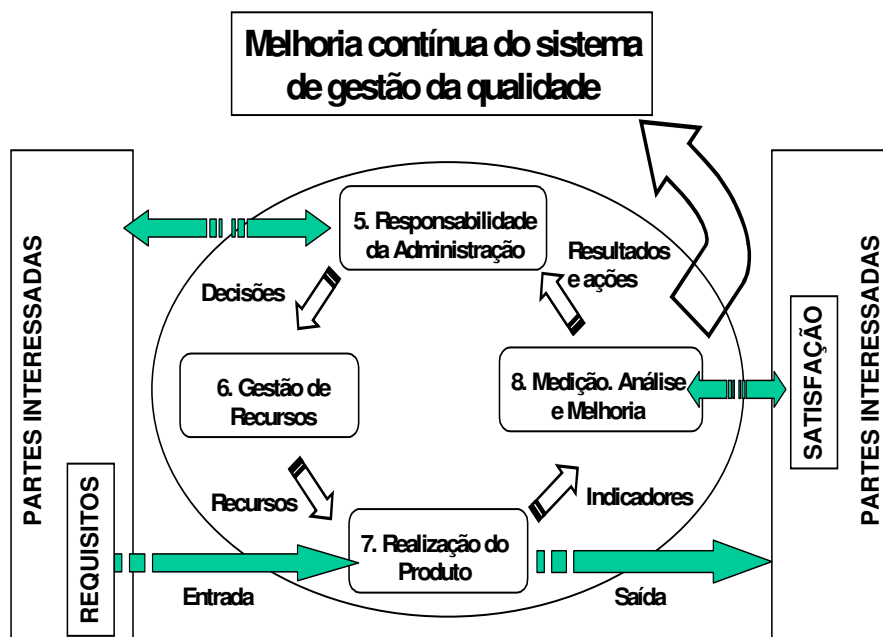 Melhoria contínua do sistema
de gestão da qualidade
PARTES INTERESSADAS
REQUISITOS
5. Responsabilidade
da Administração
Decisões
Resultados
e ações
6. Gestão de
Recursos
8. Medição. Análise
e Melhoria
Recursos
Indicadores
7. Realização do
Produto
Entrada
Saída
SATISFAÇÃO
PARTES INTERESSADAS